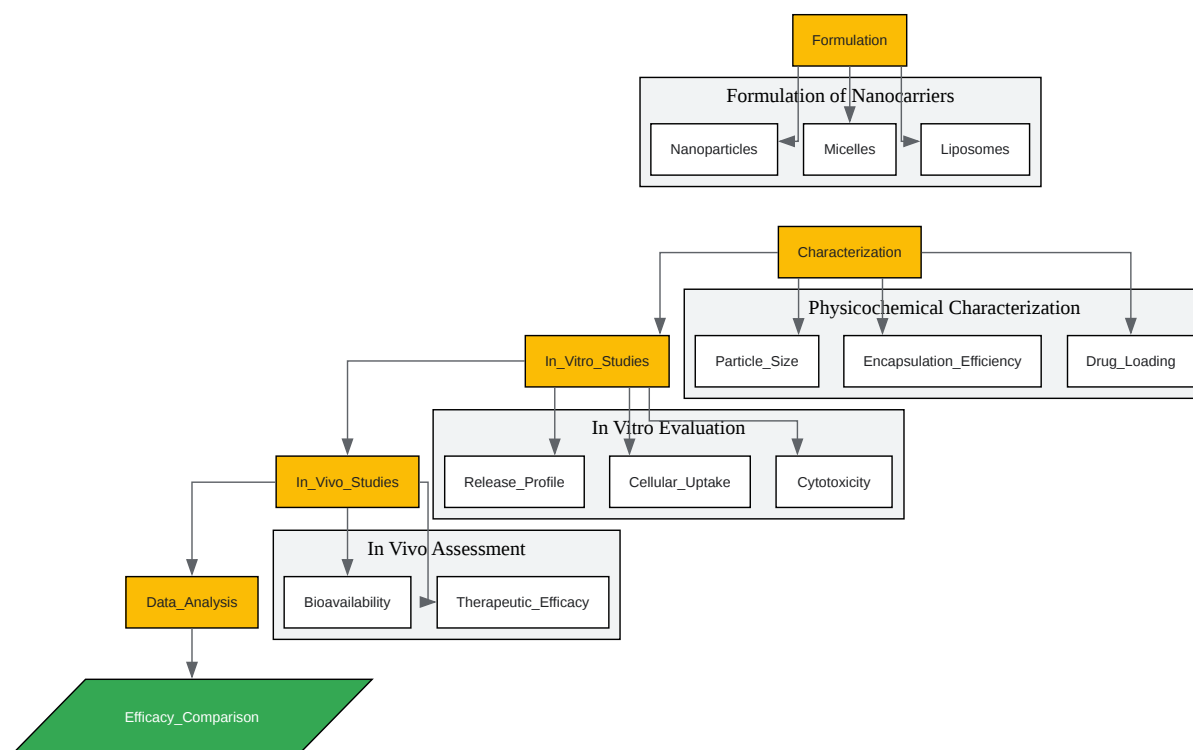 Formulation
Formulation of Nanocarriers
Nanoparticles
Micelles
Liposomes
Characterization
Physicochemical Characterization
Particle_Size
Encapsulation_Efficiency
Drug_Loading
In_Vitro_Studies
In Vitro Evaluation
Release_Profile
Cellular_Uptake
Cytotoxicity
In_Vivo_Studies
In Vivo Assessment
Bioavailability
Therapeutic_Efficacy
Data_Analysis
Efficacy_Comparison